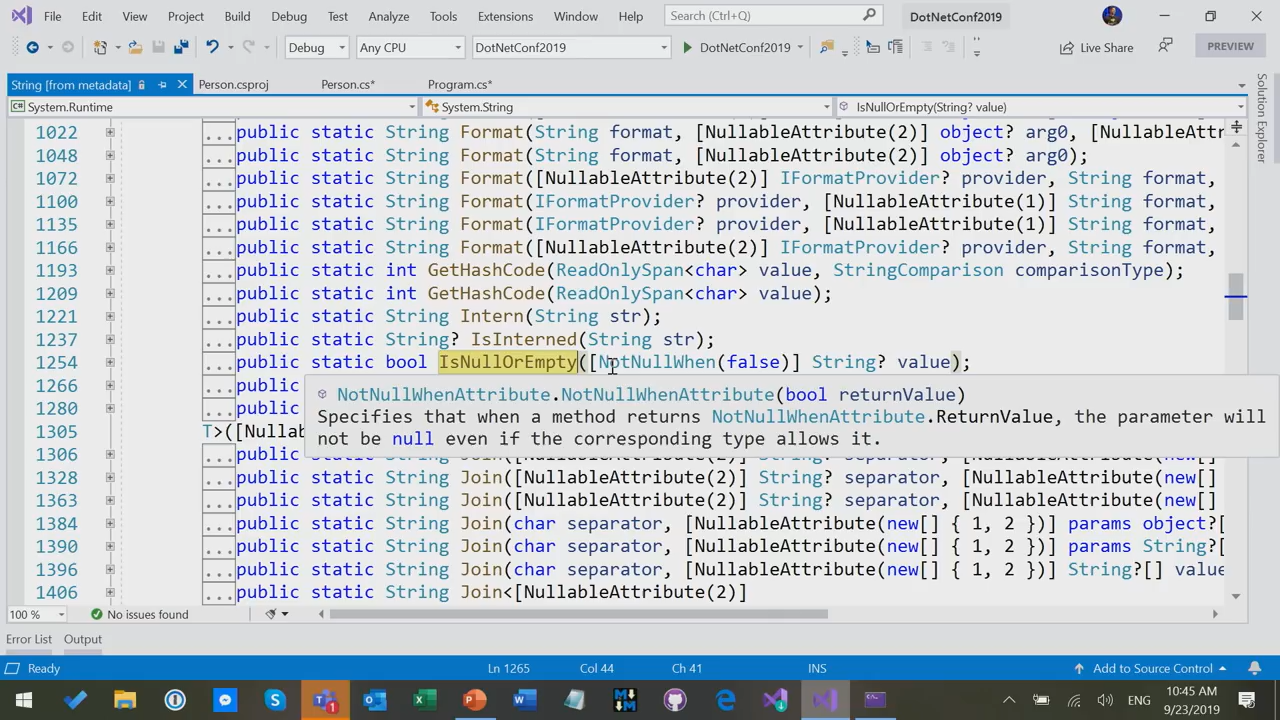 File Edit View Project Build Debug Test Analyze Tools Extensions Window Help Search (Ctrl+Q) DotNetConf2019
Debug Any CPU DotNetConf2019 DotNetConf2019 Live Share PREVIEW
String [from metadata] Person.csproj Person.cs* Program.cs*
System.Runtime System.String IsNullOrEmpty(String? value)
Solution Explorer
1022 ...public static String Format(String format, [NullableAttribute(2)] object? arg0, [NullableAttr
1048 ...public static String Format(String format, [NullableAttribute(2)] object? arg0);
1072 ...public static String Format([NullableAttribute(2)] IFormatProvider? provider, String format,
1100 ...public static String Format(IFormatProvider? provider, [NullableAttribute(1)] String format,
1135 ...public static String Format(IFormatProvider? provider, [NullableAttribute(1)] String format,
1166 ...public static String Format([NullableAttribute(2)] IFormatProvider? provider, String format,
1193 ...public static int GetHashCode(ReadOnlySpan<char> value, StringComparison comparisonType);
1209 ...public static int GetHashCode(ReadOnlySpan<char> value);
1221 ...public static String Intern(String str);
1237 ...public static String? IsInterned(String str);
1254 ...public static bool IsNullOrEmpty([NotNullWhen(false)] String? value);
1266 ...public
NotNullWhenAttribute.NotNullWhenAttribute(bool returnValue)
1280 ...public
Specifies that when a method returns NotNullWhenAttribute.ReturnValue, the parameter will
not be null even if the corresponding type allows it.
1305 T>([Nullab
1306 ...public static String Join([NullableAttribute(2)] String? separator, [NullableAttribute(new[]
1328 ...public static String Join([NullableAttribute(2)] String? separator, [NullableAttribute(new[]
1363 ...public static String Join([NullableAttribute(2)] String? separator, [NullableAttribute(new[]
1384 ...public static String Join(char separator, [NullableAttribute(new[] { 1, 2 })] params object?[
1390 ...public static String Join(char separator, [NullableAttribute(new[] { 1, 2 })] params String?[
1396 ...public static String Join(char separator, [NullableAttribute(new[] { 1, 2 })] String?[] value
1406 ...public static String Join<[NullableAttribute(2)]
100 % No issues found
Error List Output
Ready Ln 1265 Col 44 Ch 41 INS Add to Source Control
ENG 10:45 AM
9/23/2019